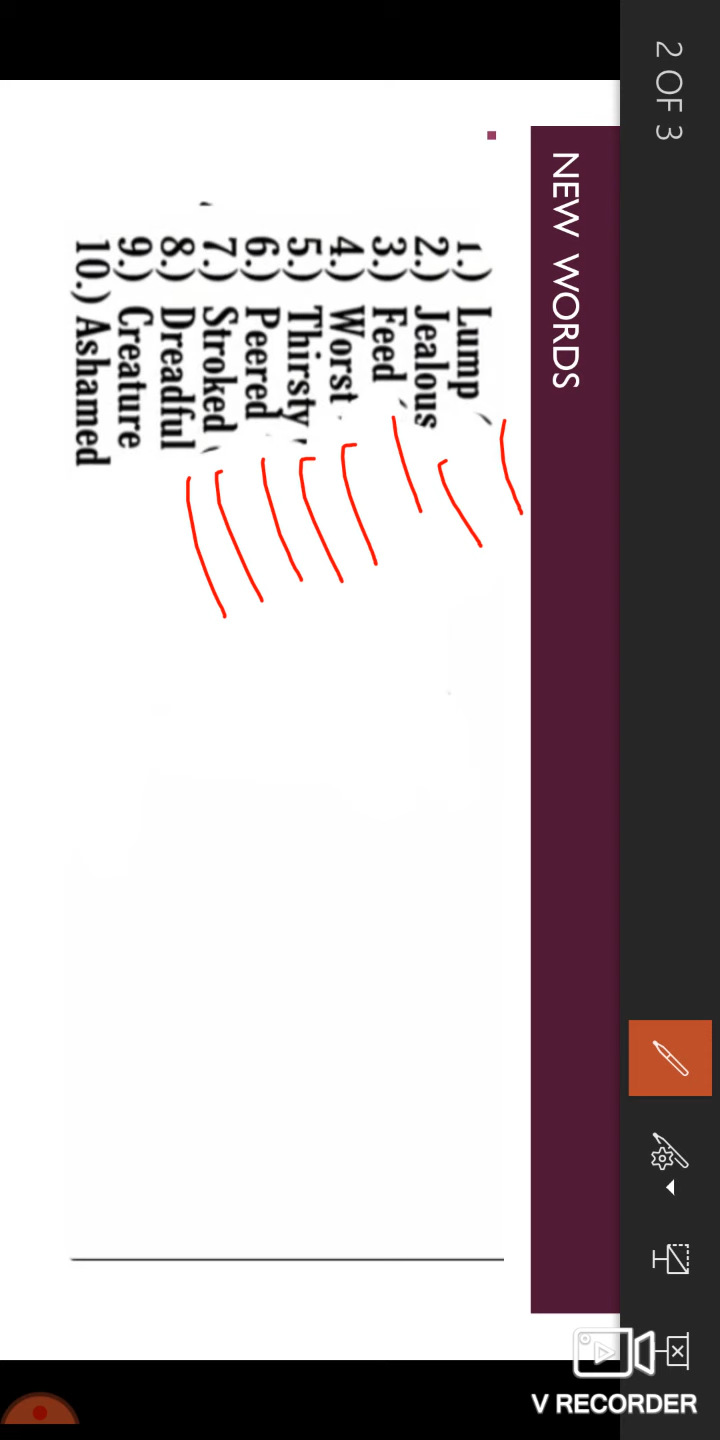 2 OF 3
NEW WORDS
1.) Lump
2.) Jealous
3.) Feed
4.) Worst
5.) Thirsty
6.) Peered
7.) Stroked
8.) Dreadful
9.) Creature
10.) Ashamed
V RECORDER